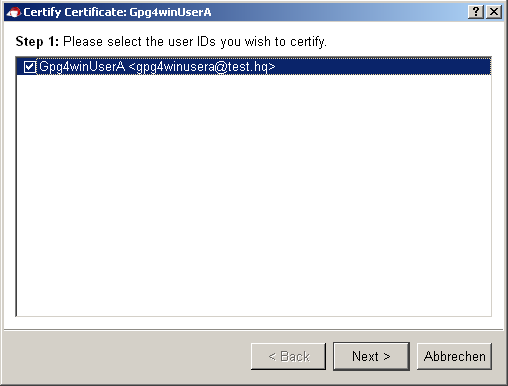 Certify Certificate: Gpg4winUserA
Step 1: Please select the user IDs you wish to certify.
Gpg4winUserA <gpg4winusera@test.hq>
< Back Next > Abbrechen